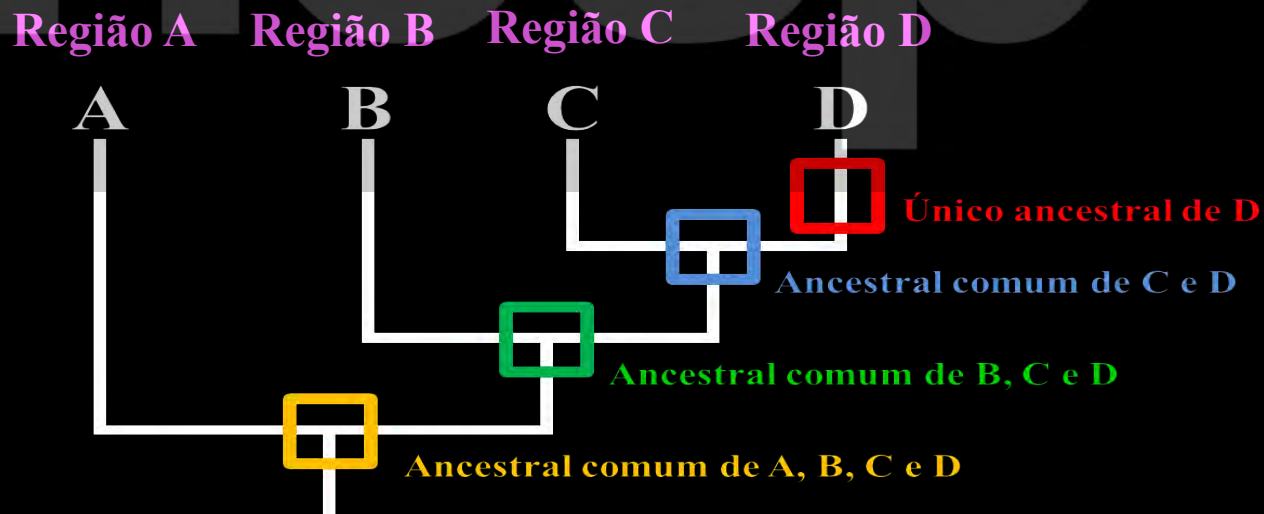 Região A Região B Região C Região D
A B C D
Único ancestral de D
Ancestral comum de C e D
Ancestral comum de B, C e D
Ancestral comum de A, B, C e D